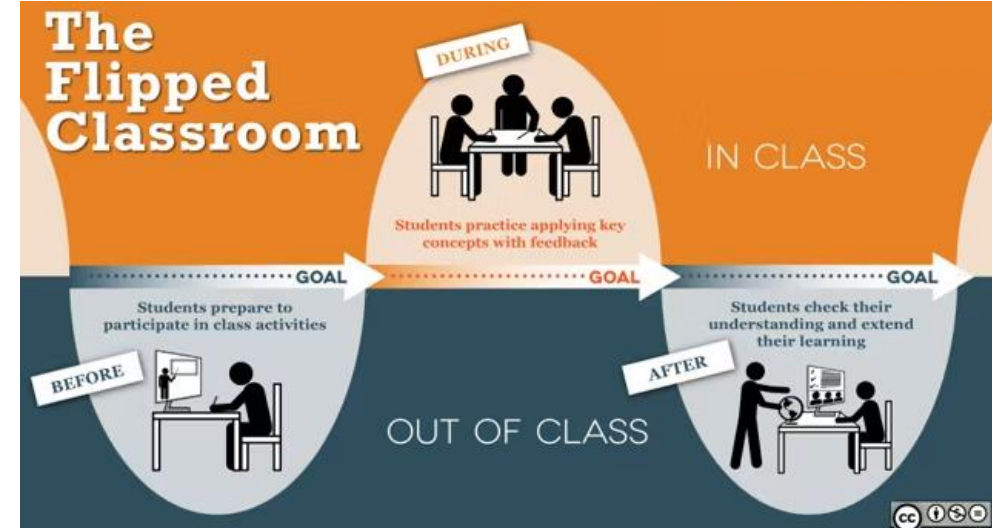 The
Flipped
Classroom
DURING
IN CLASS
Students practice applying key
concepts with feedback
GOAL
GOAL
GOAL
Students prepare to
participate in class activities
BEFORE
OUT OF CLASS
Students check their
understanding and extend
their learning
AFTER
cc